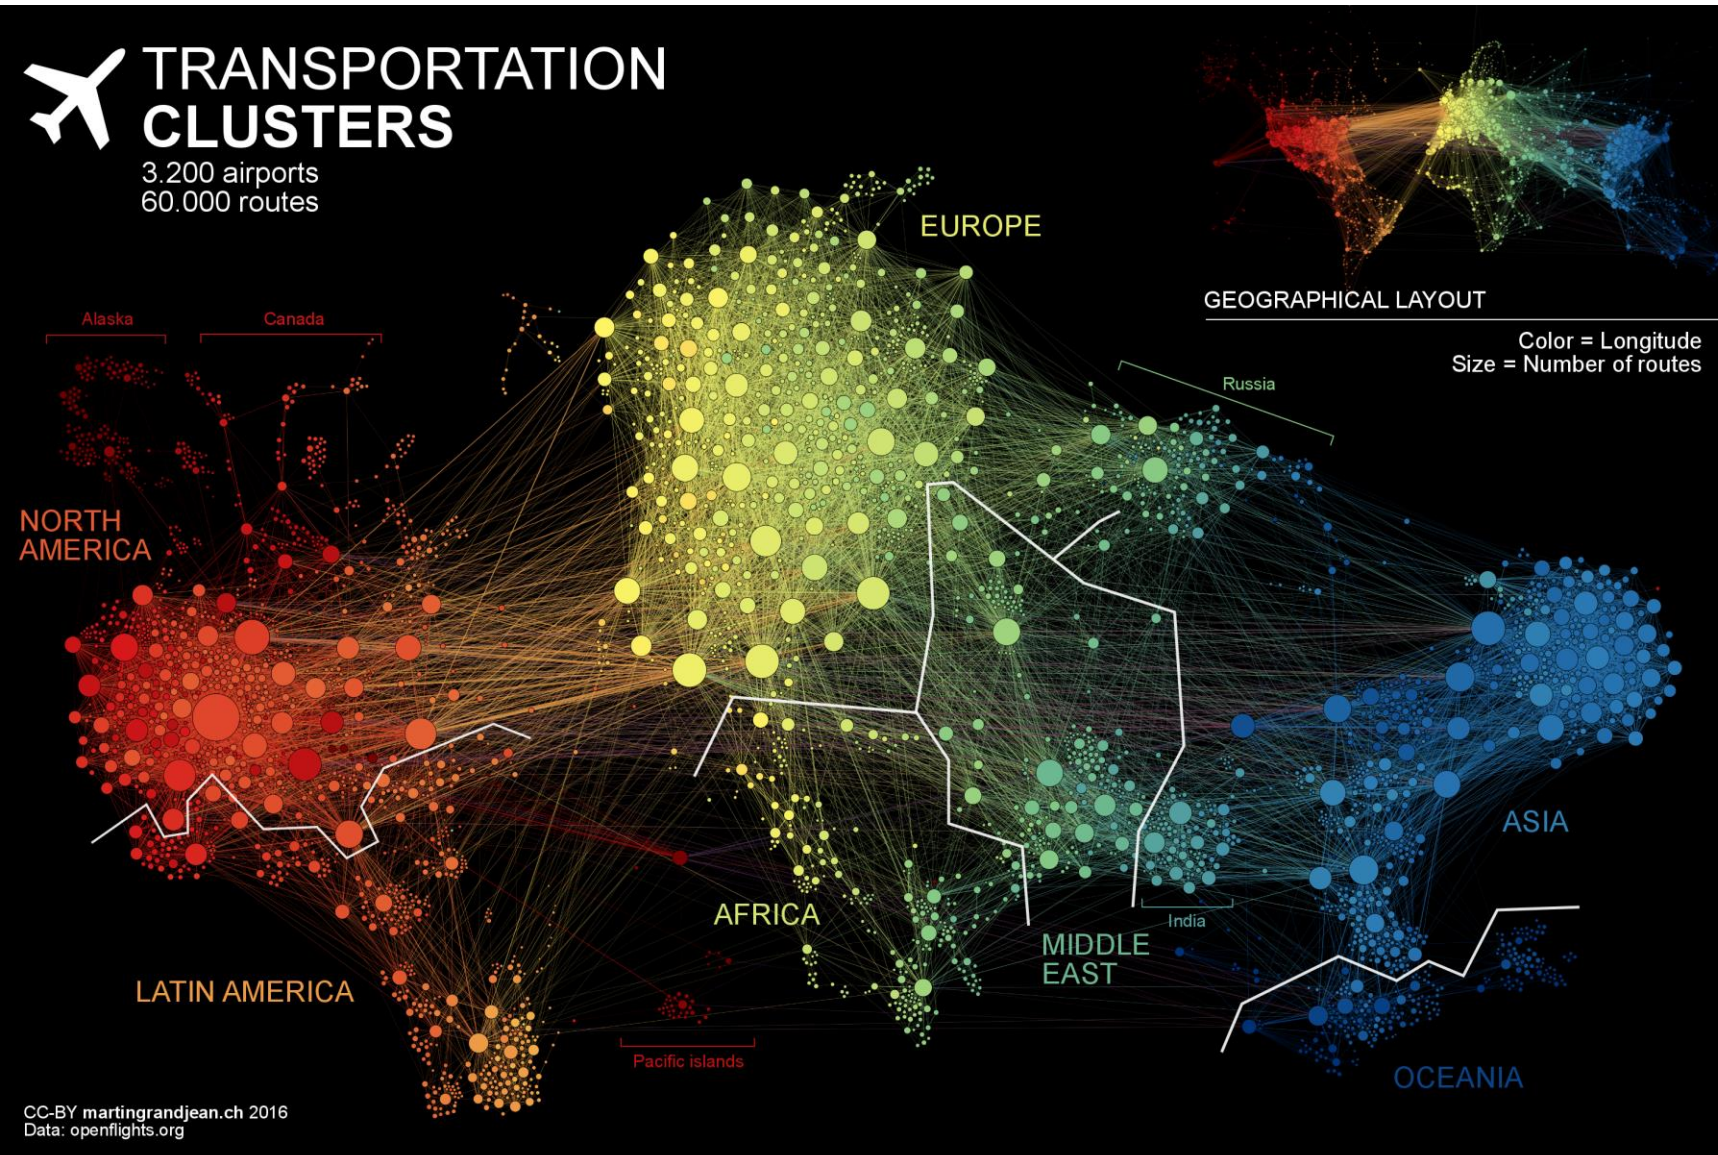 TRANSPORTATION
CLUSTERS
3.200 airports
60.000 routes
EUROPE
GEOGRAPHICAL LAYOUT
Color = Longitude
Size = Number of routes
Alaska
Canada
Russia
NORTH
AMERICA
ASIA
AFRICA
India
MIDDLE
EAST
LATIN AMERICA
Pacific islands
OCEANIA
CC-BY martingrandjean.ch 2016
Data: openflights.org